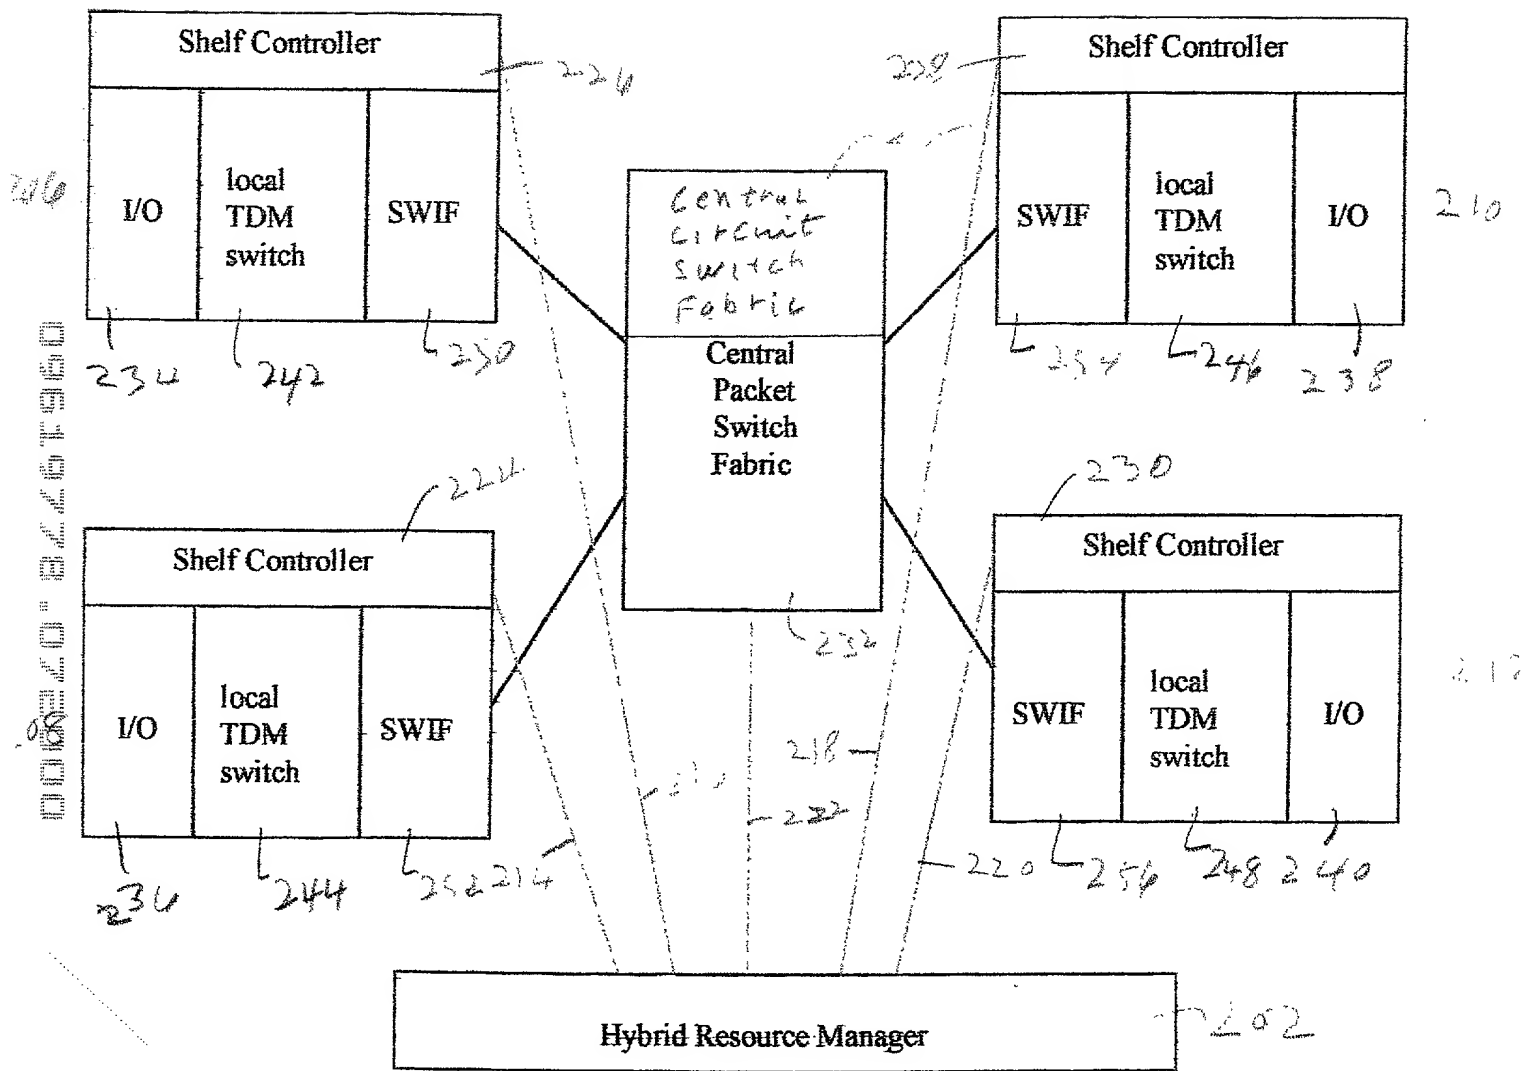 Shelf Controller
226
I/O
local
TDM
switch
SWIF
234
242
250
Shelf Controller
228
SWIF
local
TDM
switch
I/O
210
254
246
238
Central
Circuit
Switch
Fabric
Central
Packet
Switch
Fabric
232
Shelf Controller
224
I/O
local
TDM
switch
SWIF
236
244
252
214
Shelf Controller
230
SWIF
local
TDM
switch
I/O
256
248
240
218
222
220
Hybrid Resource Manager
202